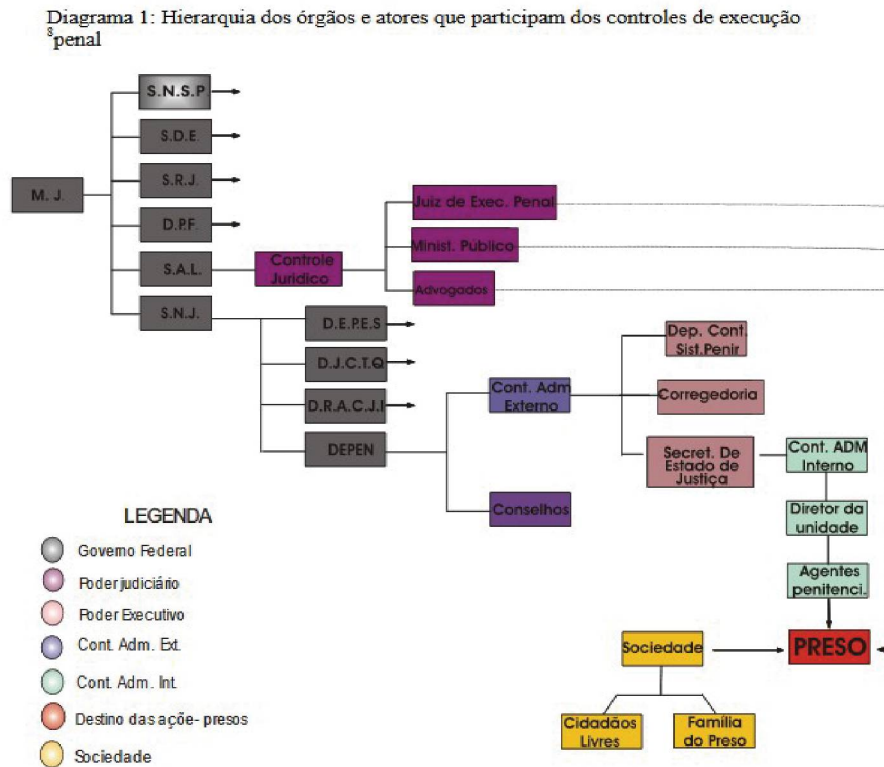 Diagrama 1: Hierarquia dos órgãos e atores que participam dos controles de execução
8penal
S.N.S.P.
S.D.E.
S.R.J.
M. J.
D.P.F.
S.A.L.
S.N.J.
Controle
Jurídico
Juiz de Exec. Penal
Minist. Público
Advogados
D.E.P.E.S
D.J.C.T.Q
D.R.A.C.J.I
DEPEN
Cont. Adm
Externo
Conselhos
Dep. Cont.
Sist.Penir
Corregedoria
Secret. De
Estado de
Justiça
Cont. ADM
Interno
Diretor da
unidade
Agentes
penitenci.
PRESO
Sociedade
Cidadãos
Livres
Família
do Preso
LEGENDA
Governo Federal
Poder judiciário
Poder Executivo
Cont. Adm. Ext.
Cont. Adm. Int.
Destino das açõe- presos
Sociedade